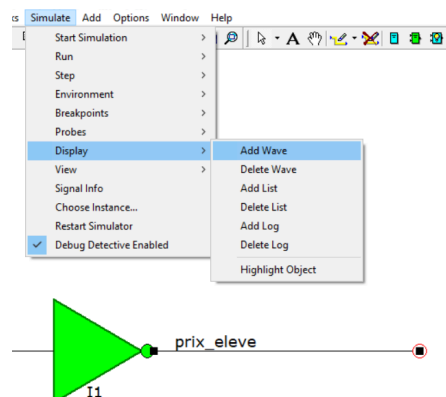 Simulate Add Options Window Help
A
Start Simulation >
Run >
Step >
Environment >
Breakpoints >
Probes >
Display >
View >
Signal Info
Choose Instance...
Restart Simulator
✓ Debug Detective Enabled
Add Wave
Delete Wave
Add List
Delete List
Add Log
Delete Log
Highlight Object
prix_eleve
I1